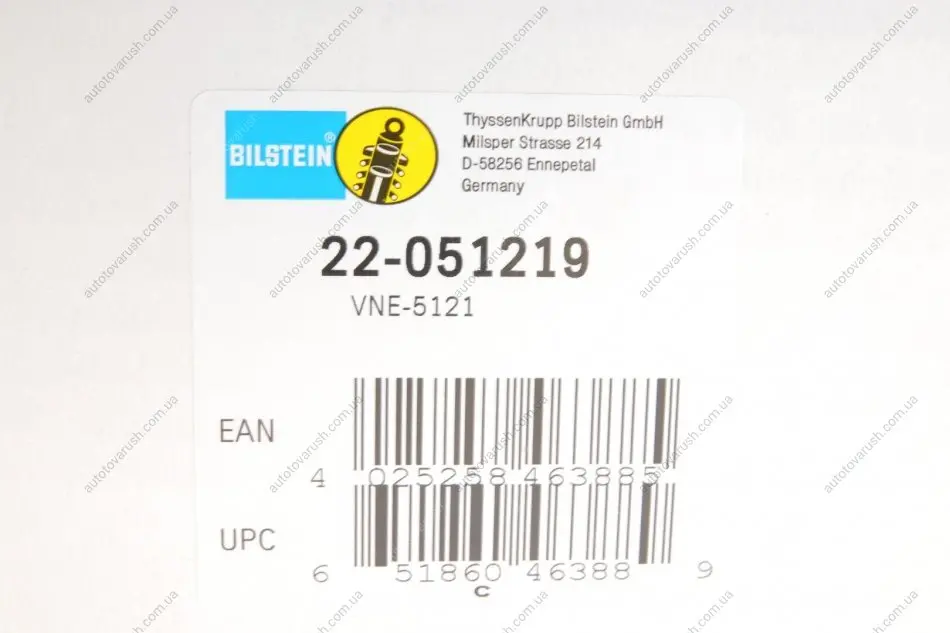 BILSTEIN®
ThyssenKrupp Bilstein GmbH
Milsper Strasse 214
D-58256 Ennepetal
Germany
22-051219
VNE-5121
EAN
4 025258 463885
UPC
6 51860 46388 9
C
autotovarush.com.ua